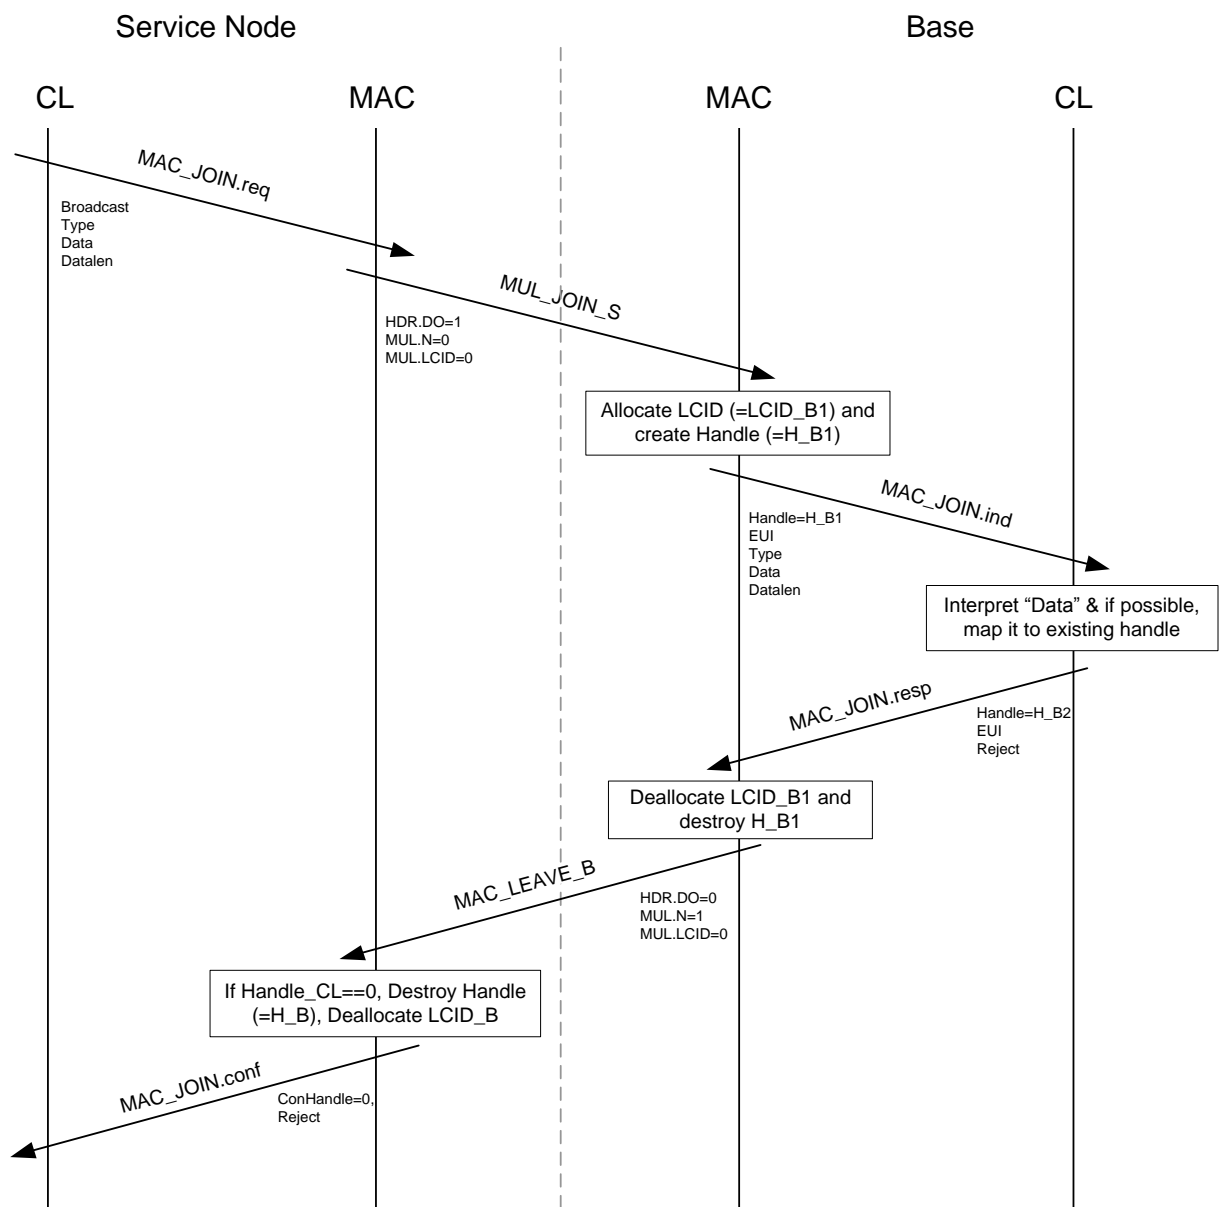 Service Node
Base
CL
MAC
MAC
CL
MAC_JOIN.req
Broadcast
Type
Data
Datalen
MUL_JOIN_S
HDR.DO=1
MUL.N=0
MUL.LCID=0
Allocate LCID (=LCID_B1) and
create Handle (=H_B1)
MAC_JOIN.ind
Handle=H_B1
EUI
Type
Data
Datalen
Interpret “Data” & if possible,
map it to existing handle
MAC_JOIN.resp
Handle=H_B2
EUI
Reject
Deallocate LCID_B1 and
destroy H_B1
MAC_LEAVE_B
HDR.DO=0
MUL.N=1
MUL.LCID=0
If Handle_CL==0, Destroy Handle
(=H_B), Deallocate LCID_B
MAC_JOIN.conf
ConHandle=0,
Reject